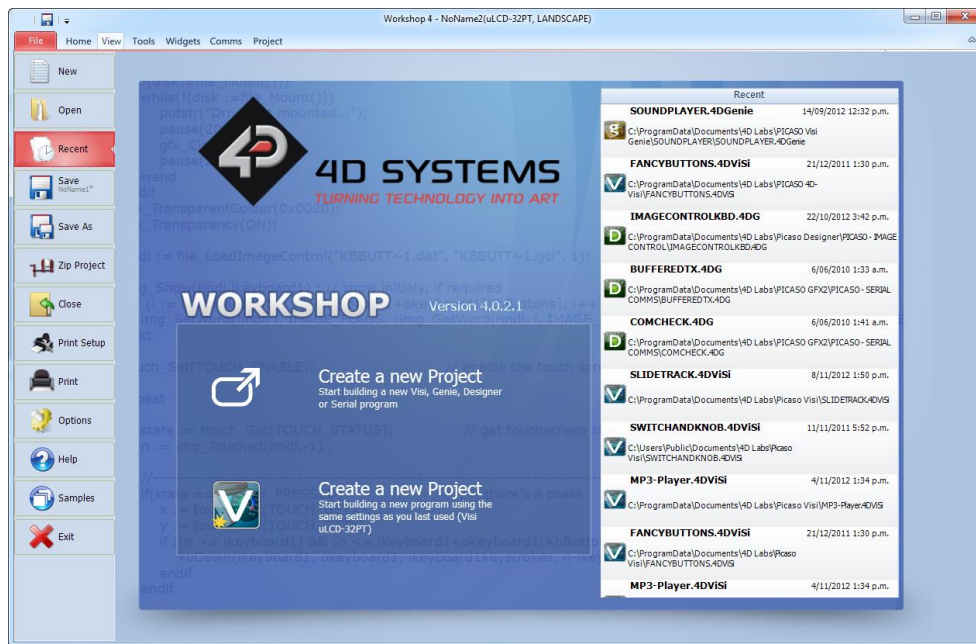 Workshop 4 - NoName2(uLCD-32PT, LANDSCAPE)
File Home View Tools Widgets Comms Project
New
Open
Recent
Save
NoName1*
Save As
Zip Project
Close
Print Setup
Print
Options
Help
Samples
Exit
4D
4D SYSTEMS
TURNING TECHNOLOGY INTO ART
WORKSHOP Version 4.0.2.1
Create a new Project
Start building a new Visi, Genie, Designer
or Serial program
Create a new Project
Start building a new program using the
same settings as you last used (Visi
uLCD-32PT)
Recent
SOUNDPLAYER.4DGenie 14/09/2012 12:32 p.m.
C:\ProgramData\Documents\4D Labs\PICASO Visi
Genie\SOUNDPLAYER\SOUNDPLAYER.4DGenie
FANCYBUTTONS.4DViSi 21/12/2011 1:30 p.m.
C:\ProgramData\Documents\4D Labs\PICASO 4D-
Visi\FANCYBUTTONS.4DViSi
IMAGECONTROLKBD.4DG 22/10/2012 3:42 p.m.
C:\ProgramData\Documents\4D Labs\Picaso Designer\PICASO - IMAGE
CONTROL\IMAGECONTROLKBD.4DG
BUFFEREDTX.4DG 6/06/2010 1:33 a.m.
C:\ProgramData\Documents\4D Labs\PICASO GFX2\PICASO - SERIAL
COMMS\BUFFEREDTX.4DG
COMCHECK.4DG 6/06/2010 1:41 a.m.
C:\ProgramData\Documents\4D Labs\PICASO GFX2\PICASO - SERIAL
COMMS\COMCHECK.4DG
SLIDETRACK.4DViSi 8/11/2012 1:50 p.m.
C:\ProgramData\Documents\4D Labs\Picaso Visi\SLIDETRACK.4DViSi
SWITCHANDKNOB.4DViSi 11/11/2011 5:52 p.m.
C:\Users\Public\Documents\4D Labs\Picaso
Visi\SWITCHANDKNOB.4DViSi
MP3-Player.4DViSi 4/11/2012 1:34 p.m.
C:\ProgramData\Documents\4D Labs\Picaso Visi\MP3-Player.4DViSi
FANCYBUTTONS.4DViSi 21/12/2011 1:30 p.m.
C:\ProgramData\Documents\4D Labs\Picaso
Visi\FANCYBUTTONS.4DViSi
MP3-Player.4DViSi 4/11/2012 1:34 p.m.